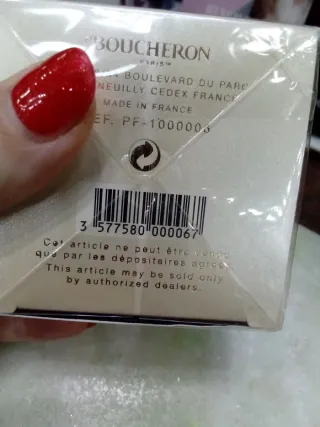 BOUCHERON
PARIS
BOULEVARD DU PARC
NEUILLY CEDEX FRANCE
MADE IN FRANCE
EF. PF-1000006
3 577580 000067
Cet article ne peut être vendu
que par les dépositaires agréés
This article may be sold only
by authorized dealers.